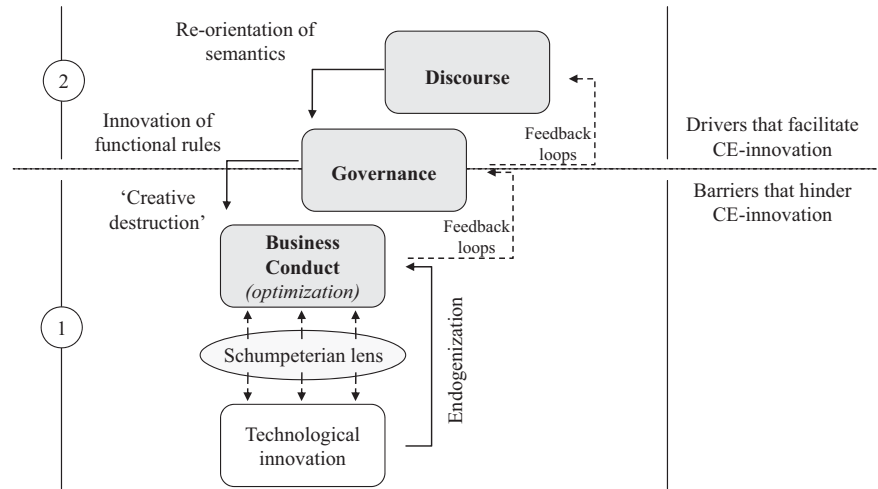 Re-orientation of
semantics
2
Discourse
Innovation of
functional rules
Feedback
loops
Drivers that facilitate
CE-innovation
Governance
Barriers that hinder
CE-innovation
‘Creative
destruction’
Feedback
loops
Business
Conduct
(optimization)
1
Schumpeterian lens
Endogenization
Technological
innovation